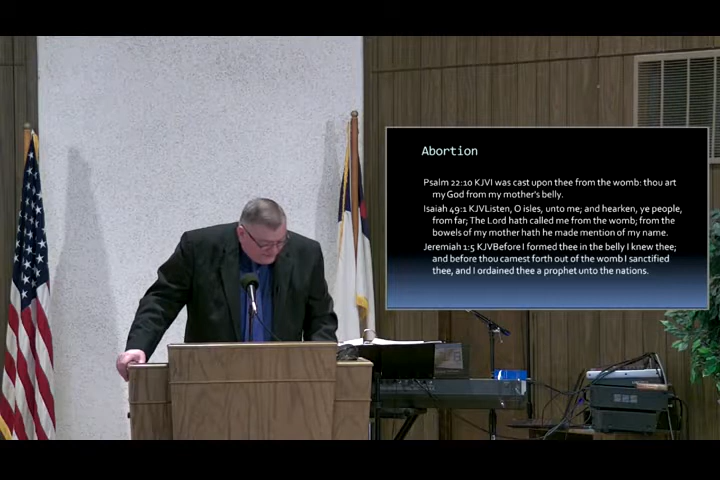 Abortion
Psalm 22:10 KJVI was cast upon thee from the womb: thou art
my God from my mother's belly.
Isaiah 49:1 KJVListen, O isles, unto me; and hearken, ye people,
from far; The Lord hath called me from the womb; from the
bowels of my mother hath he made mention of my name.
Jeremiah 1:5 KJVBefore I formed thee in the belly I knew thee;
and before thou camest forth out of the womb I sanctified
thee, and I ordained thee a prophet unto the nations.